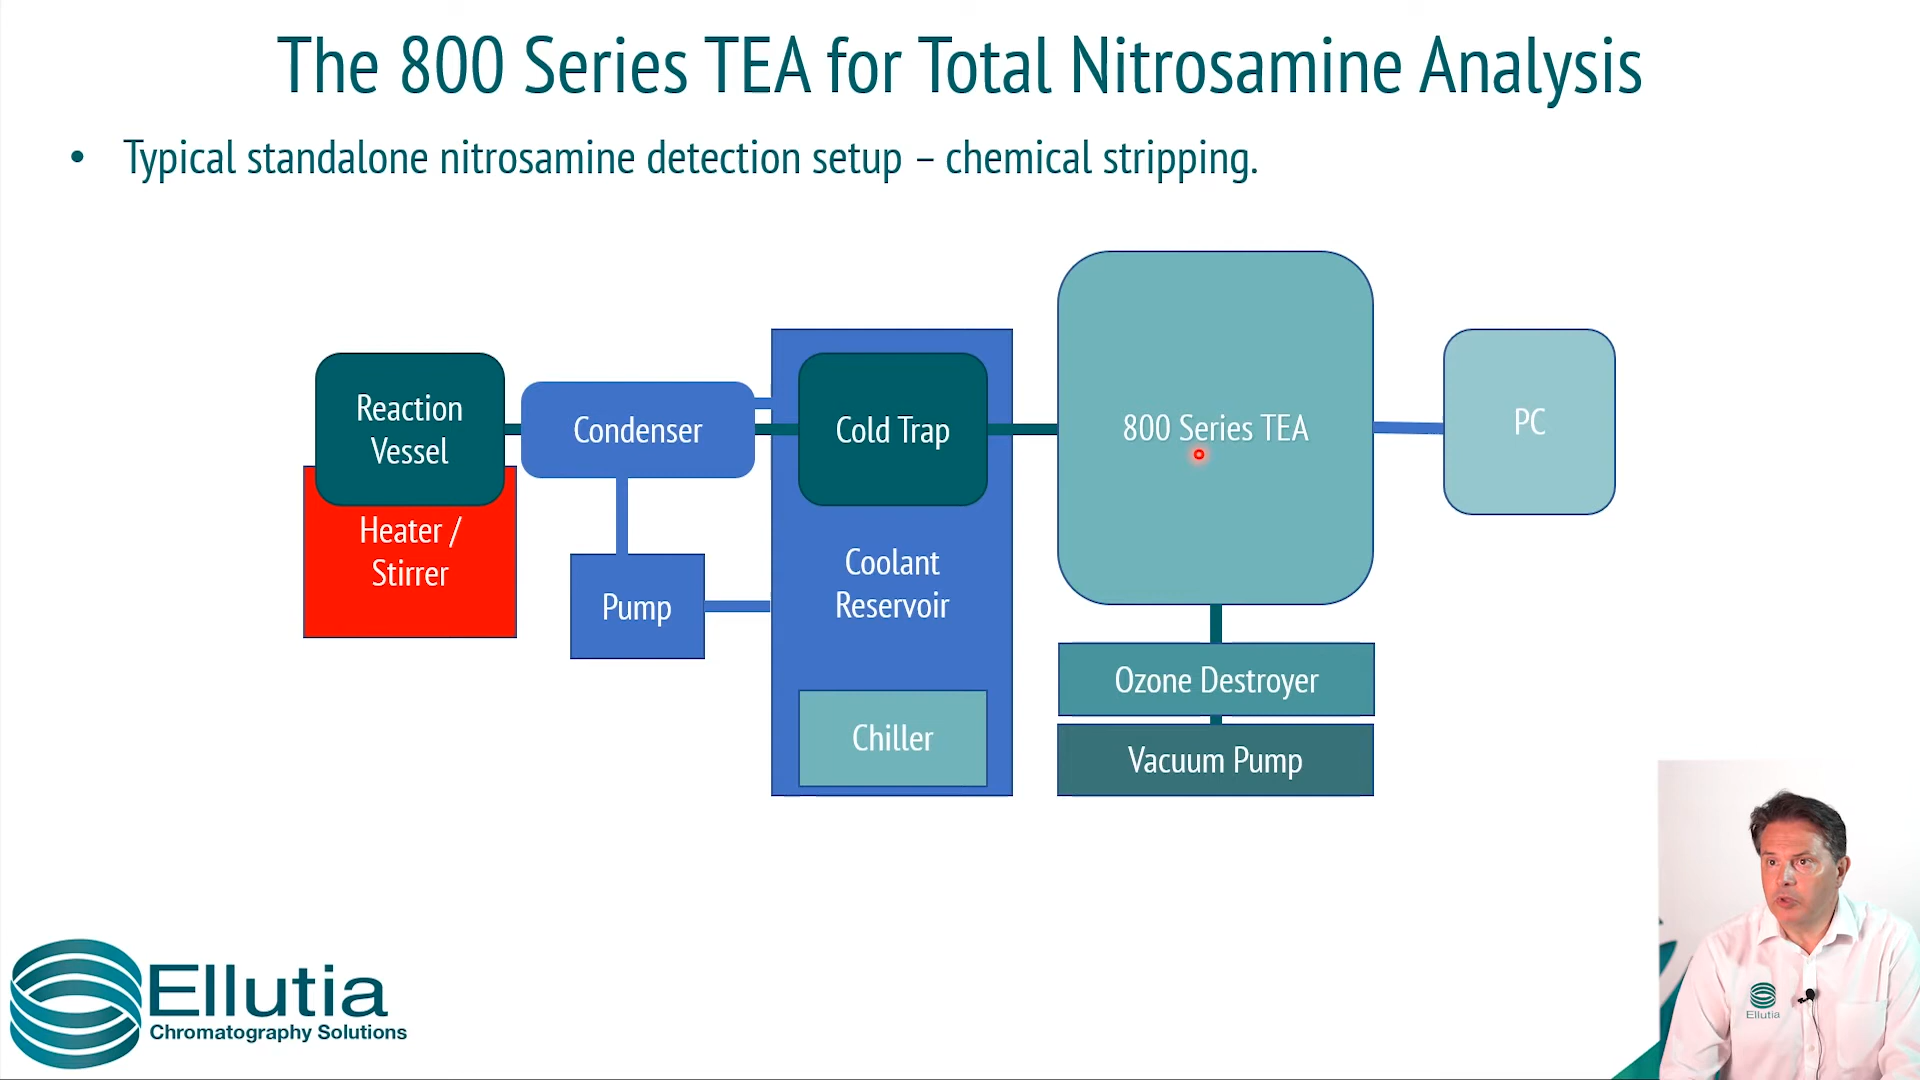 The 800 Series TEA for Total Nitrosamine Analysis
• Typical standalone nitrosamine detection setup – chemical stripping.
Reaction
Vessel
Heater /
Stirrer
Condenser
Pump
Cold Trap
Coolant
Reservoir
Chiller
800 Series TEA
Ozone Destroyer
Vacuum Pump
PC
Ellutia
Chromatography Solutions
Ellutia